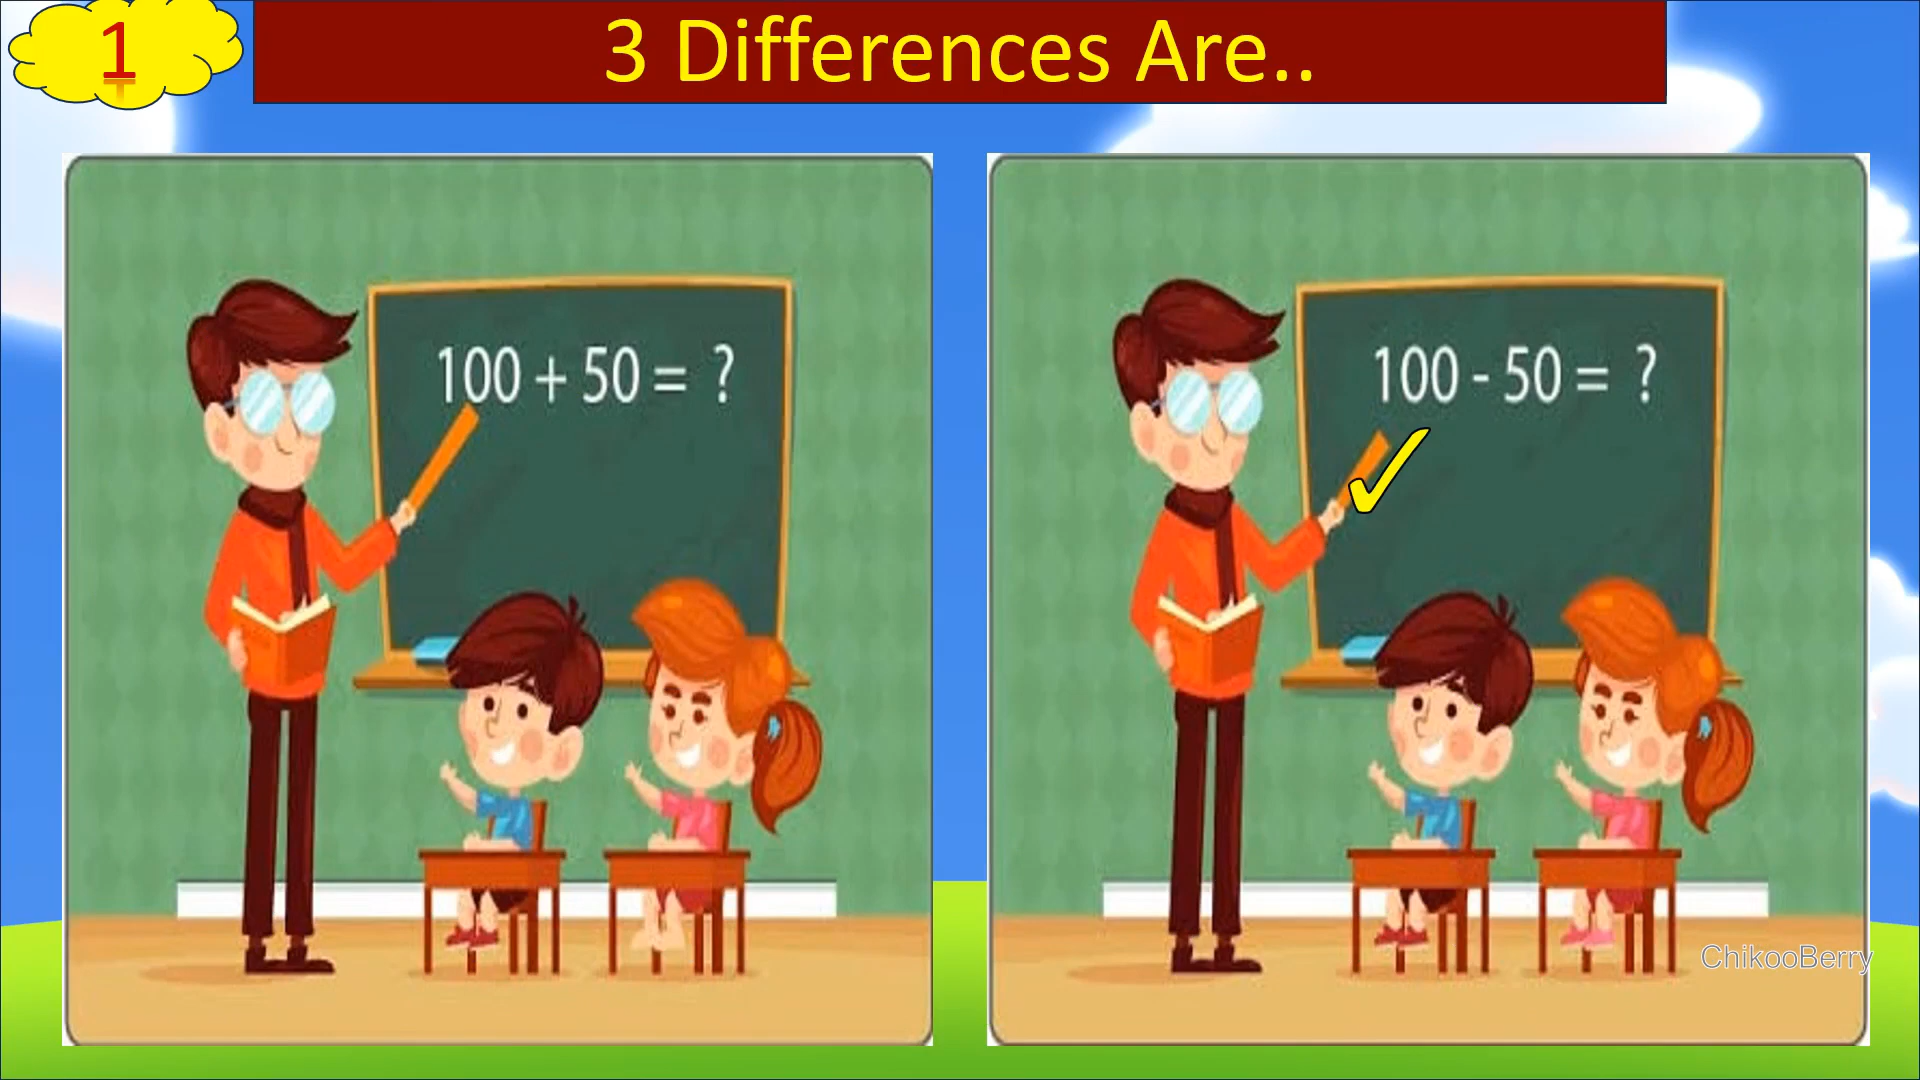 1
3 Differences Are..
100 + 50 = ?
100 - 50 = ?
ChikooBerry